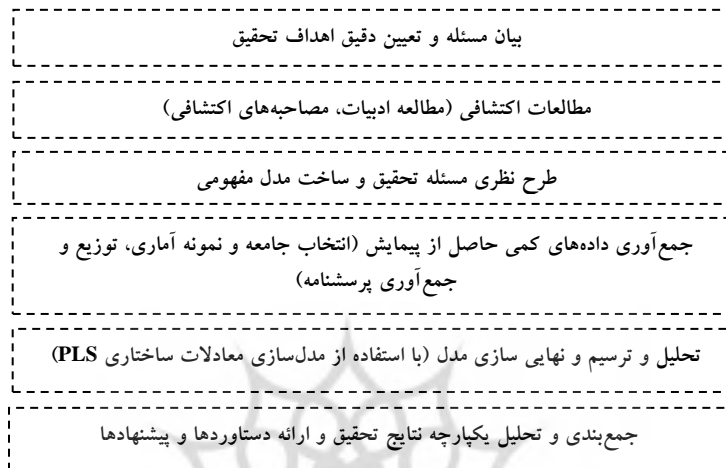 بیان مسئله و تعیین دقیق اهداف تحقیق
مطالعات اکتشافی (مطالعه ادبیات، مصاحبه‌های اکتشافی)
طرح نظری مسئله تحقیق و ساخت مدل مفهومی
جمع‌آوری داده‌های کمی حاصل از پیمایش (انتخاب جامعه و نمونه آماری، توزیع و
جمع‌آوری پرسشنامه)
تحلیل و ترسیم و نهایی سازی مدل (با استفاده از مدل‌سازی معادلات ساختاری PLS)
جمع‌بندی و تحلیل یکپارچه نتایج تحقیق و ارائه دستاوردها و پیشنهادها